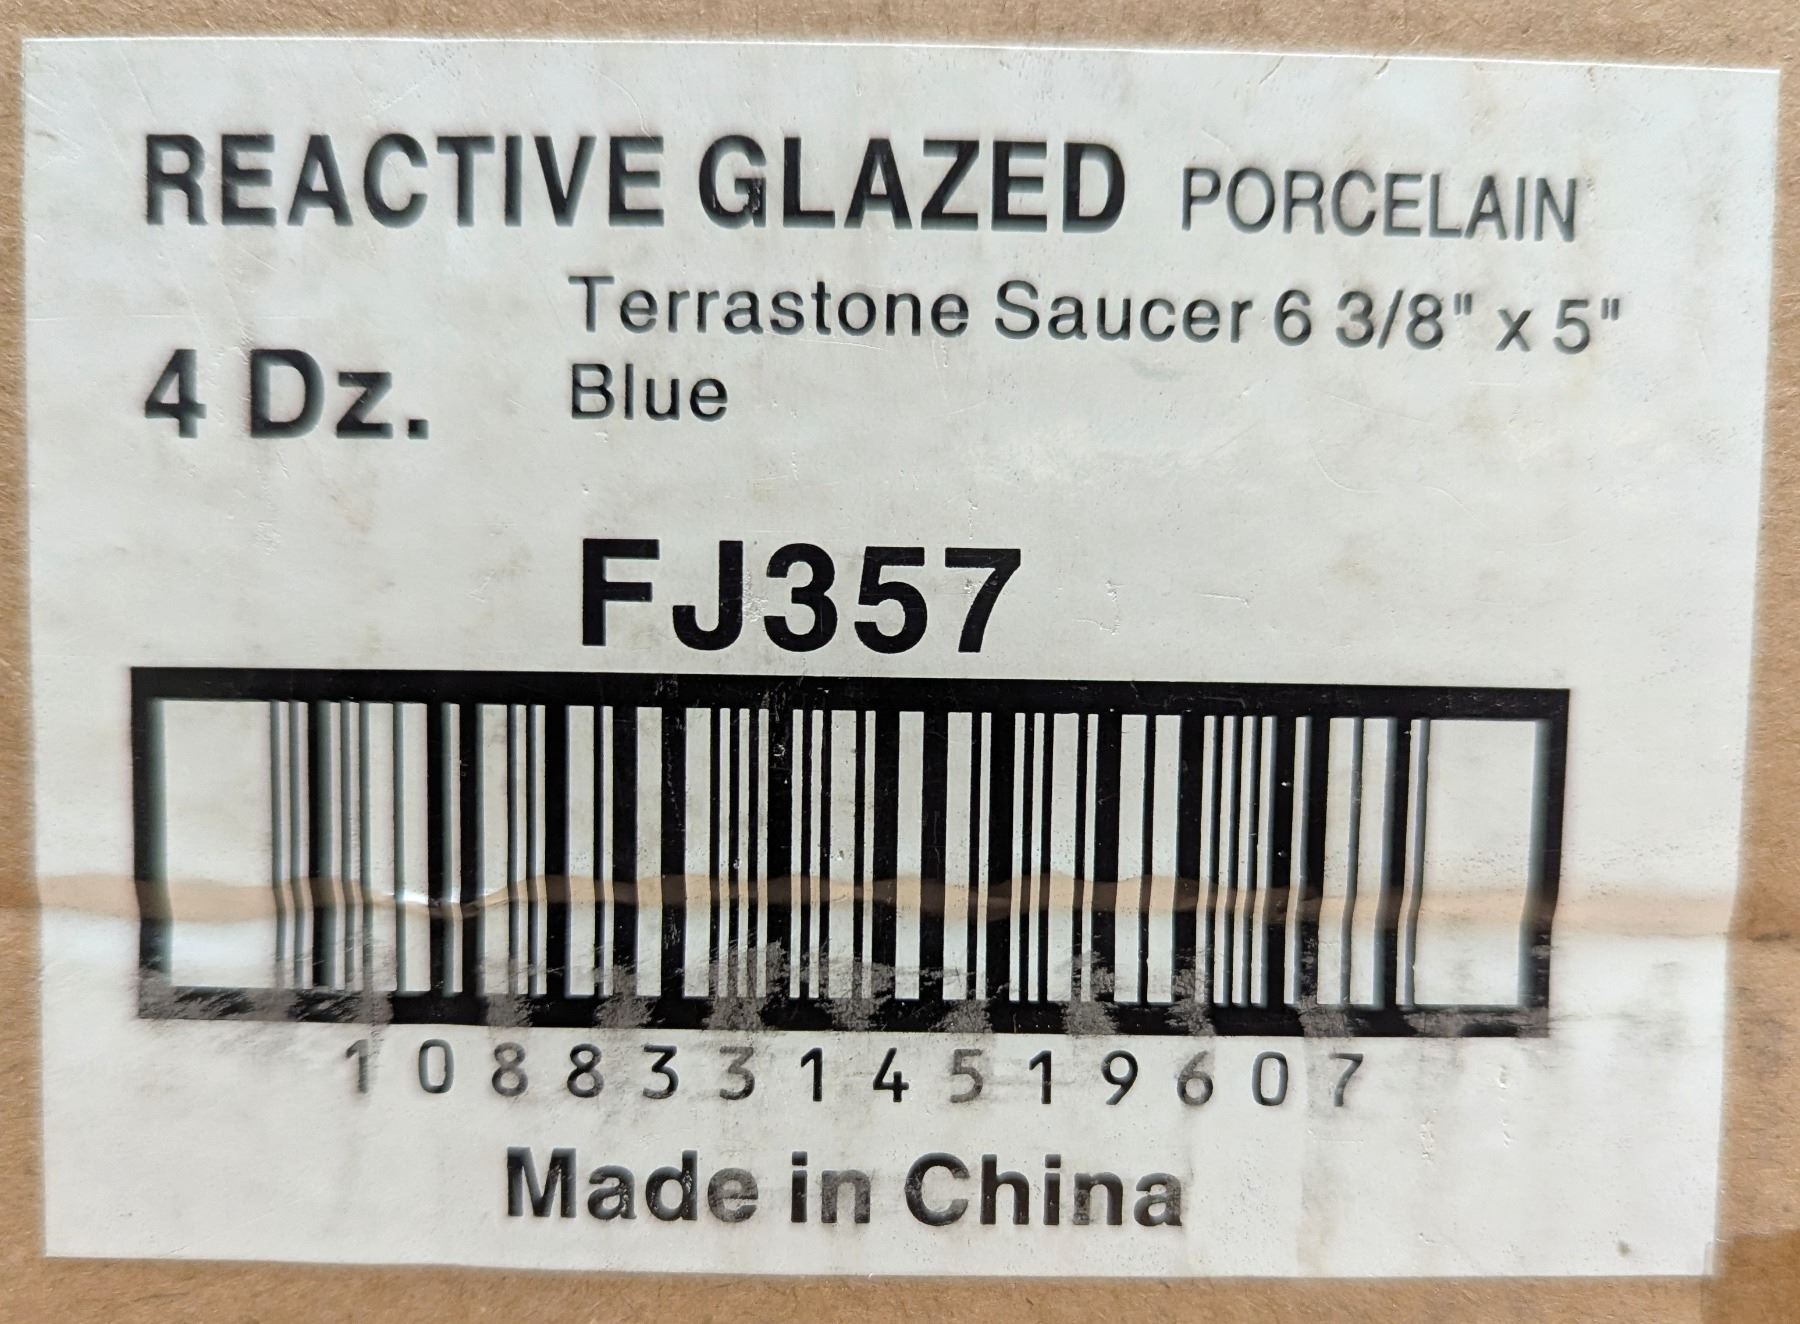 REACTIVE GLAZED PORCELAIN
Terrastone Saucer 6 3/8" x 5"
4 Dz.
Blue
FJ357
10883314519607
Made in China